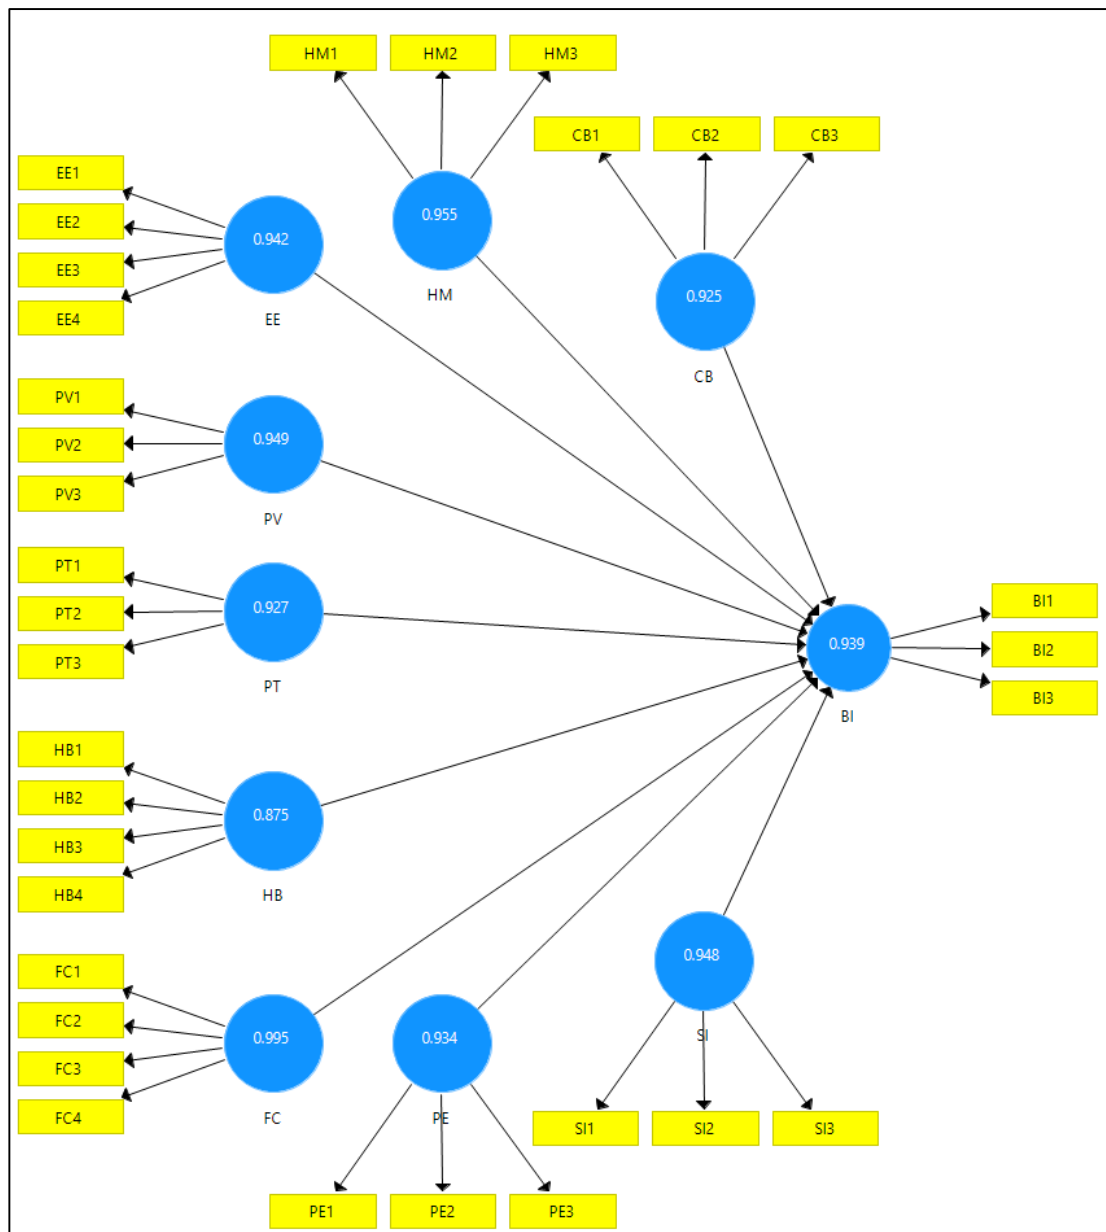 HM1 HM2 HM3
CB1 CB2 CB3
EE1
EE2
EE3
EE4
0.942
EE
0.955
HM
0.925
CB
PV1
PV2
PV3
0.949
PV
PT1
PT2
PT3
0.927
PT
0.939
BI
BI1
BI2
BI3
HB1
HB2
HB3
HB4
0.875
HB
FC1
FC2
FC3
FC4
0.995
FC
0.934
PE
0.948
SI
SI1 SI2 SI3
PE1 PE2 PE3